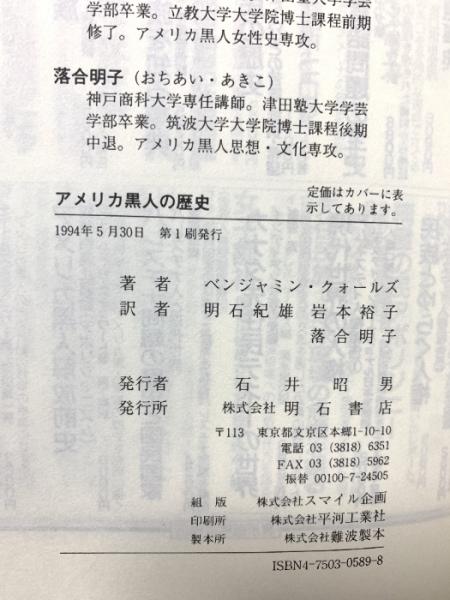 学部卒業。立教大学大学院博士課程前期
修了。アメリカ黒人女性史専攻。
落合明子（おちあい・あきこ）
神戸商科大学専任講師。津田塾大学学芸
学部卒業。筑波大学大学院博士課程後期
中退。アメリカ黒人思想・文化専攻。
アメリカ黒人の歴史
定価はカバーに表
示してあります。
1994年5月30日 第1刷発行
著者 ベンジャミン・クォールズ
訳者 明石紀雄 岩本裕子
落合明子
発行者 石井昭男
発行所 株式会社 明石書店
〒113 東京都文京区本郷1-10-10
電話 03 (3818) 6351
FAX 03 (3818) 5962
振替 00100-7-24505
組版 株式会社スマイル企画
印刷所 株式会社平河工業社
製本所 株式会社難波製本
ISBN4-7503-0589-8